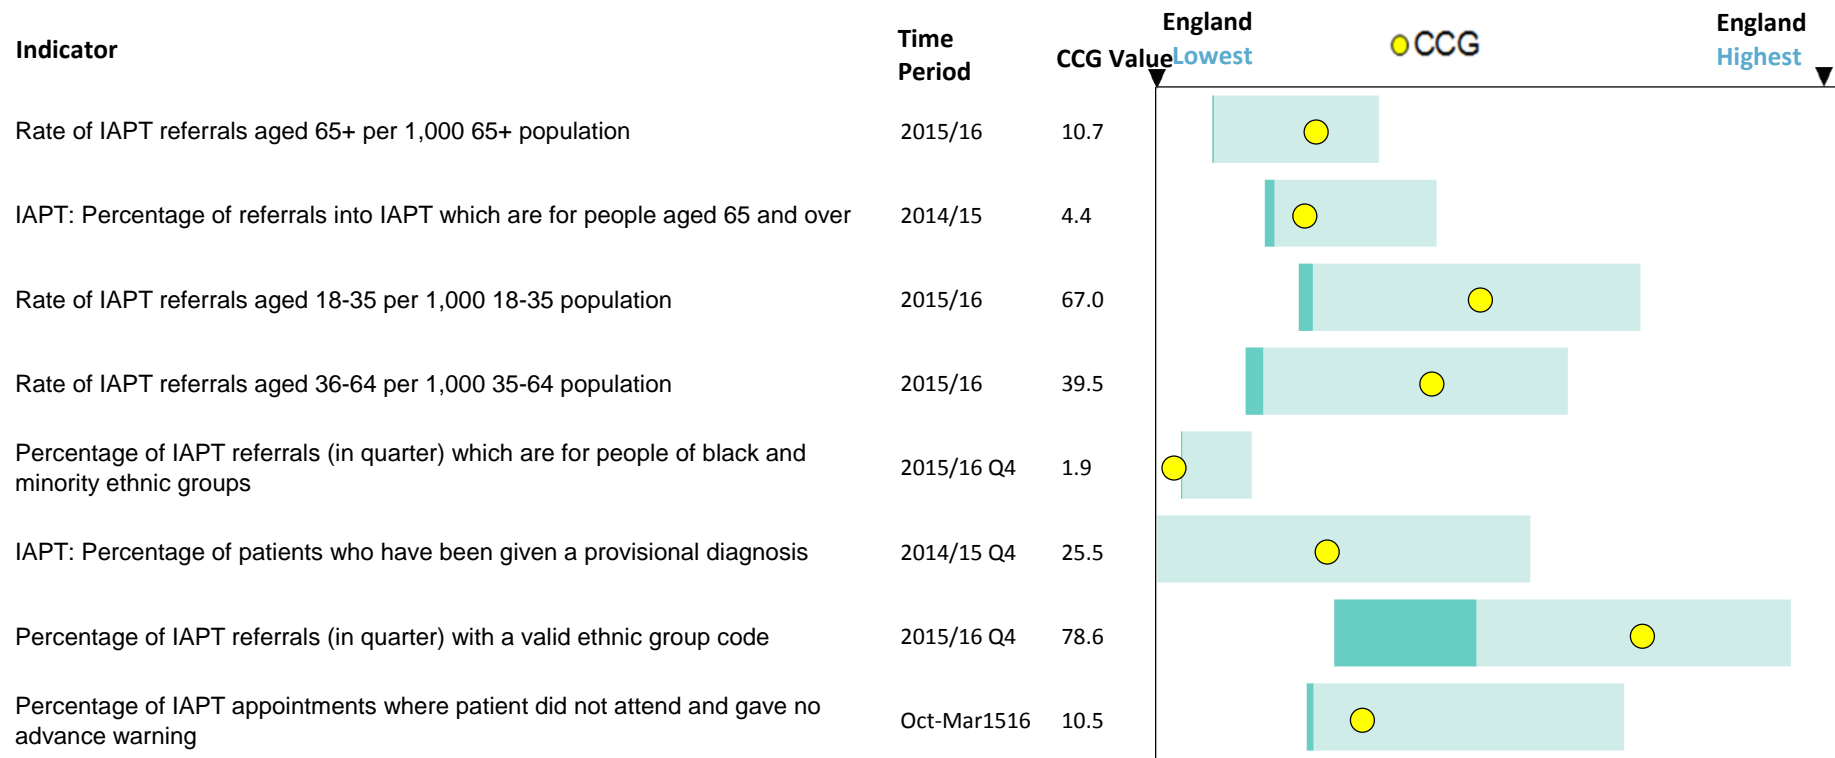 Indicator
Time
Period
CCG Value
England
Lowest
CCG
England
Highest
Rate of IAPT referrals aged 65+ per 1,000 65+ population 2015/16 10.7
IAPT: Percentage of referrals into IAPT which are for people aged 65 and over 2014/15 4.4
Rate of IAPT referrals aged 18-35 per 1,000 18-35 population 2015/16 67.0
Rate of IAPT referrals aged 36-64 per 1,000 35-64 population 2015/16 39.5
Percentage of IAPT referrals (in quarter) which are for people of black and
minority ethnic groups 2015/16 Q4 1.9
IAPT: Percentage of patients who have been given a provisional diagnosis 2014/15 Q4 25.5
Percentage of IAPT referrals (in quarter) with a valid ethnic group code 2015/16 Q4 78.6
Percentage of IAPT appointments where patient did not attend and gave no
advance warning Oct-Mar1516 10.5